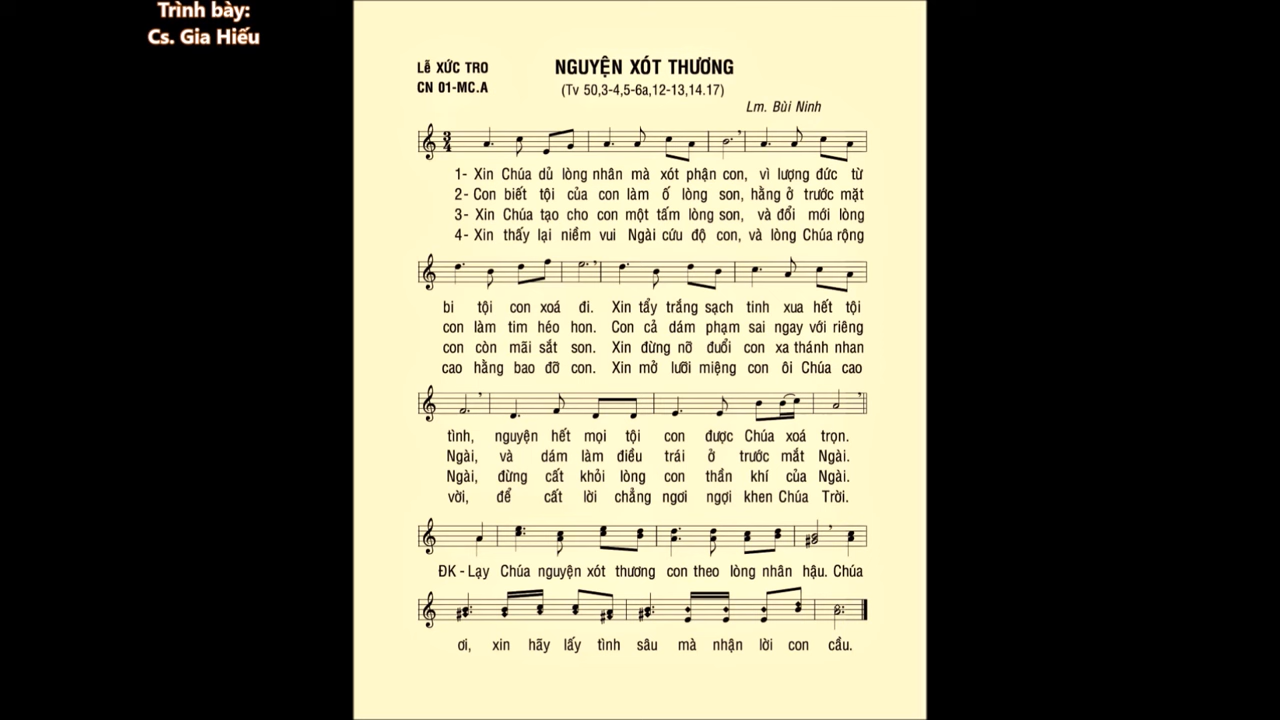 Trình bày:
Cs. Gia Hiếu
Lễ XỨC TRO
CN 01-MC.A
NGUYỆN XÓT THƯƠNG
(Tv 50,3-4,5-6a,12-13,14.17)
Lm. Bùi Ninh
3
4
1- Xin Chúa dủ lòng nhân mà xót phận con, vì lượng đức từ
2- Con biết tội của con làm ố lòng son, hằng ở trước mặt
3- Xin Chúa tạo cho con một tấm lòng son, và đổi mới lòng
4- Xin thấy lại niềm vui Ngài cứu độ con, và lòng Chúa rộng
bi tội con xoá đi. Xin tẩy trắng sạch tinh xua hết tội
con làm tim héo hon. Con cả dám phạm sai ngay với riêng
con còn mãi sắt son. Xin đừng nỡ đuổi con xa thánh nhan
cao hằng bao đỡ con. Xin mở lưỡi miệng con ôi Chúa cao
tình, nguyện hết mọi tội con được Chúa xoá trọn.
Ngài, và dám làm điều trái ở trước mắt Ngài.
Ngài, đừng cất khỏi lòng con thần khí của Ngài.
vời, để cất lời chẳng ngơi ngợi khen Chúa Trời.
ĐK - Lạy Chúa nguyện xót thương con theo lòng nhân hậu. Chúa
ơi, xin hãy lấy tình sâu mà nhận lời con cầu.